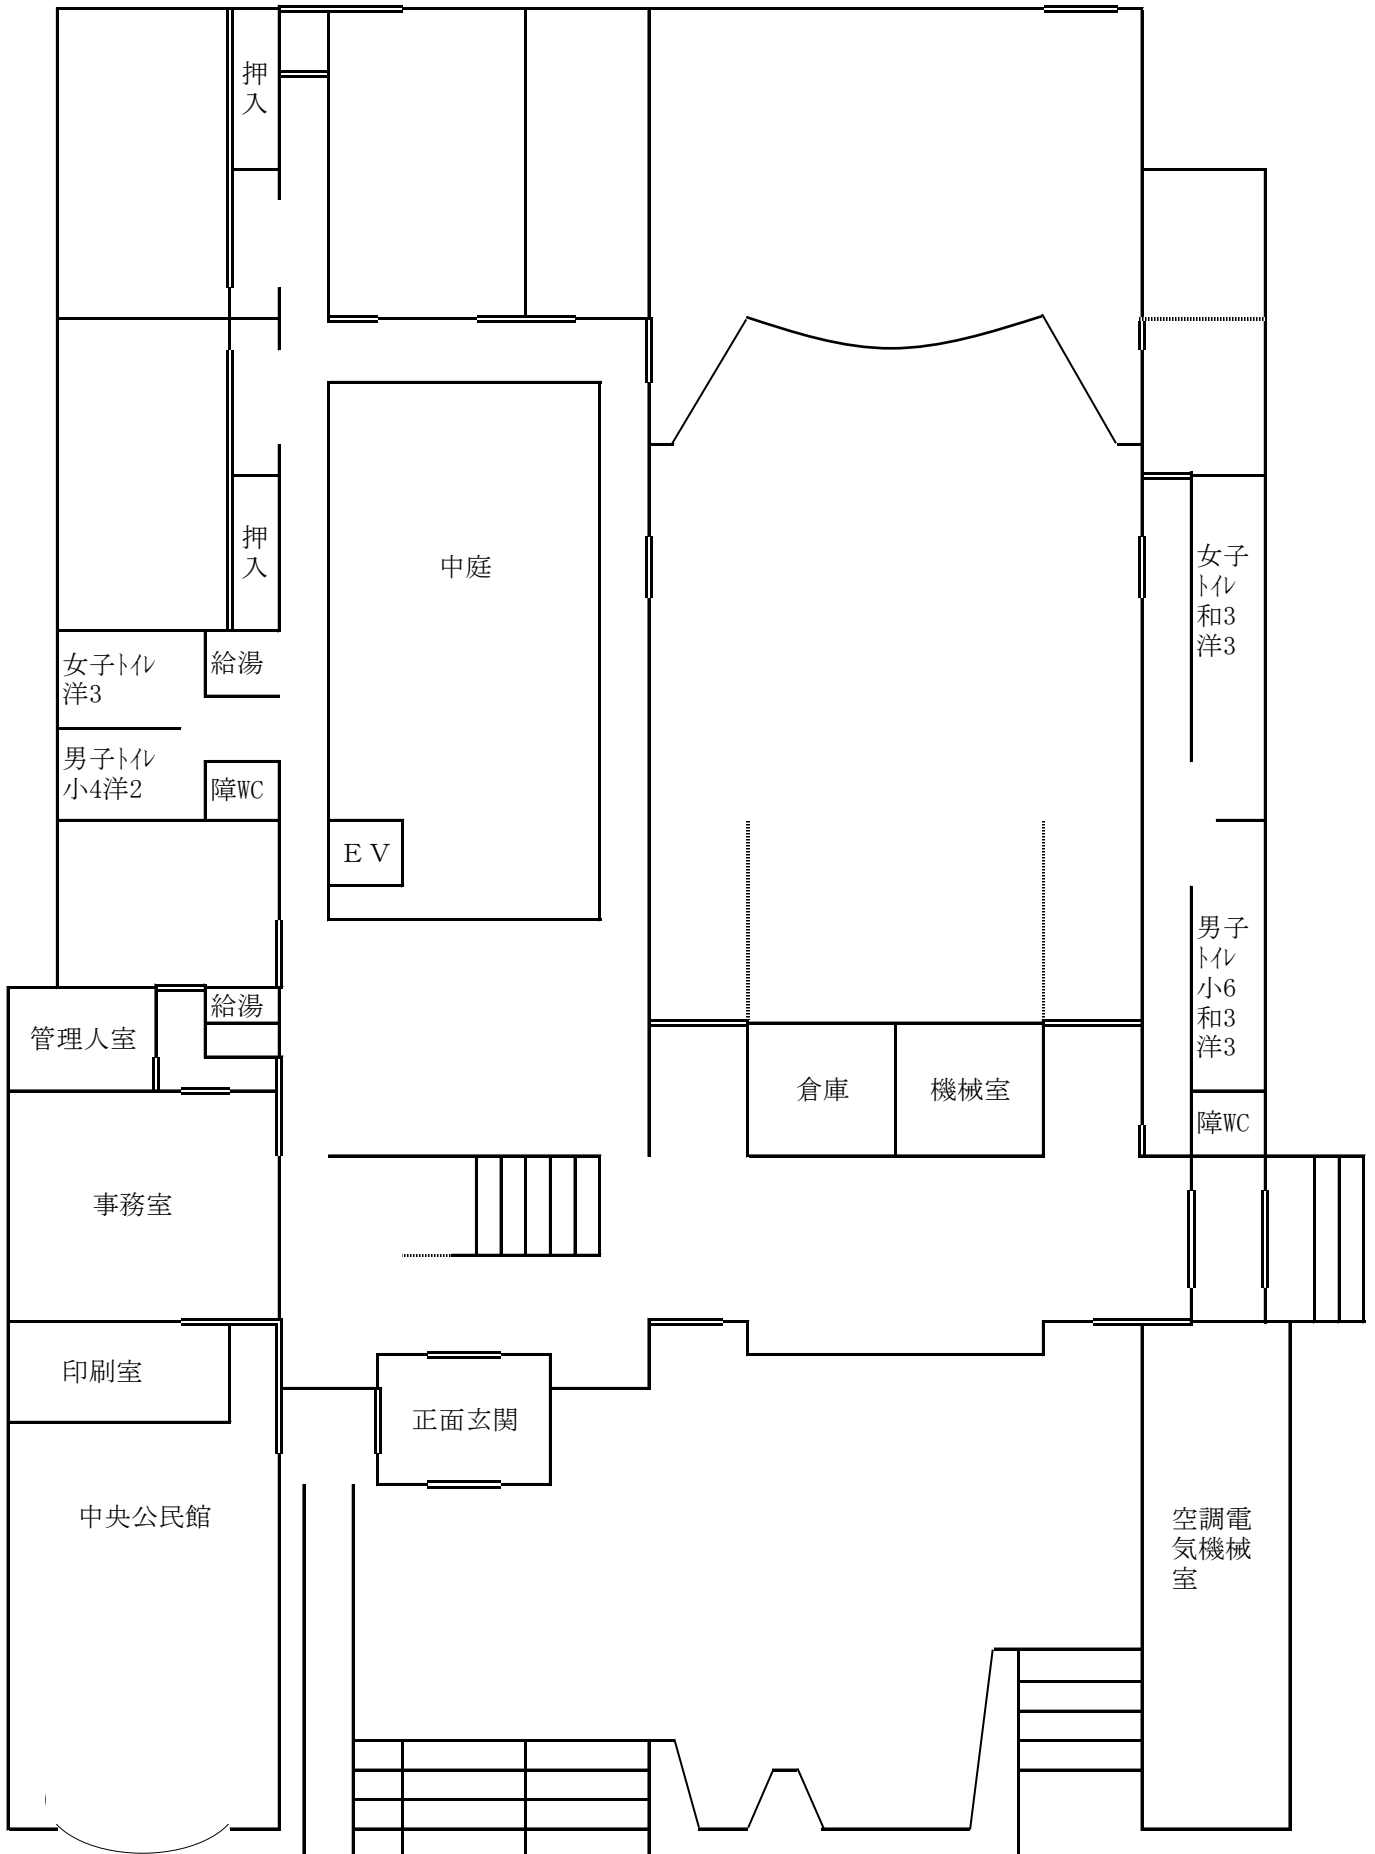 押
入
押
入
中庭
女子
ﾄｲﾚ
和3
洋3
女子ﾄｲﾚ
洋3
給湯
男子ﾄｲﾚ
小4洋2
障WC
ＥＶ
男子
ﾄｲﾚ
小6
和3
洋3
給湯
管理人室
倉庫
機械室
障WC
事務室
印刷室
正面玄関
中央公民館
空調電
気機械
室